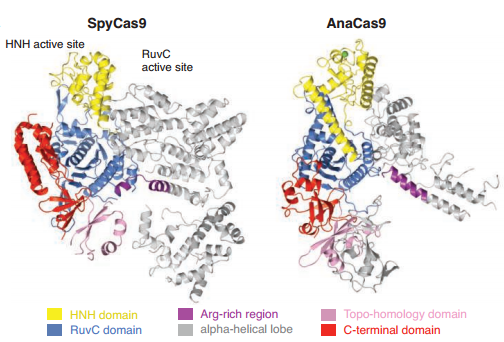 SpyCas9
AnaCas9
HNH active site
RuvC
active site
HNH domain
Arg-rich region
Topo-homology domain
RuvC domain
alpha-helical lobe
C-terminal domain